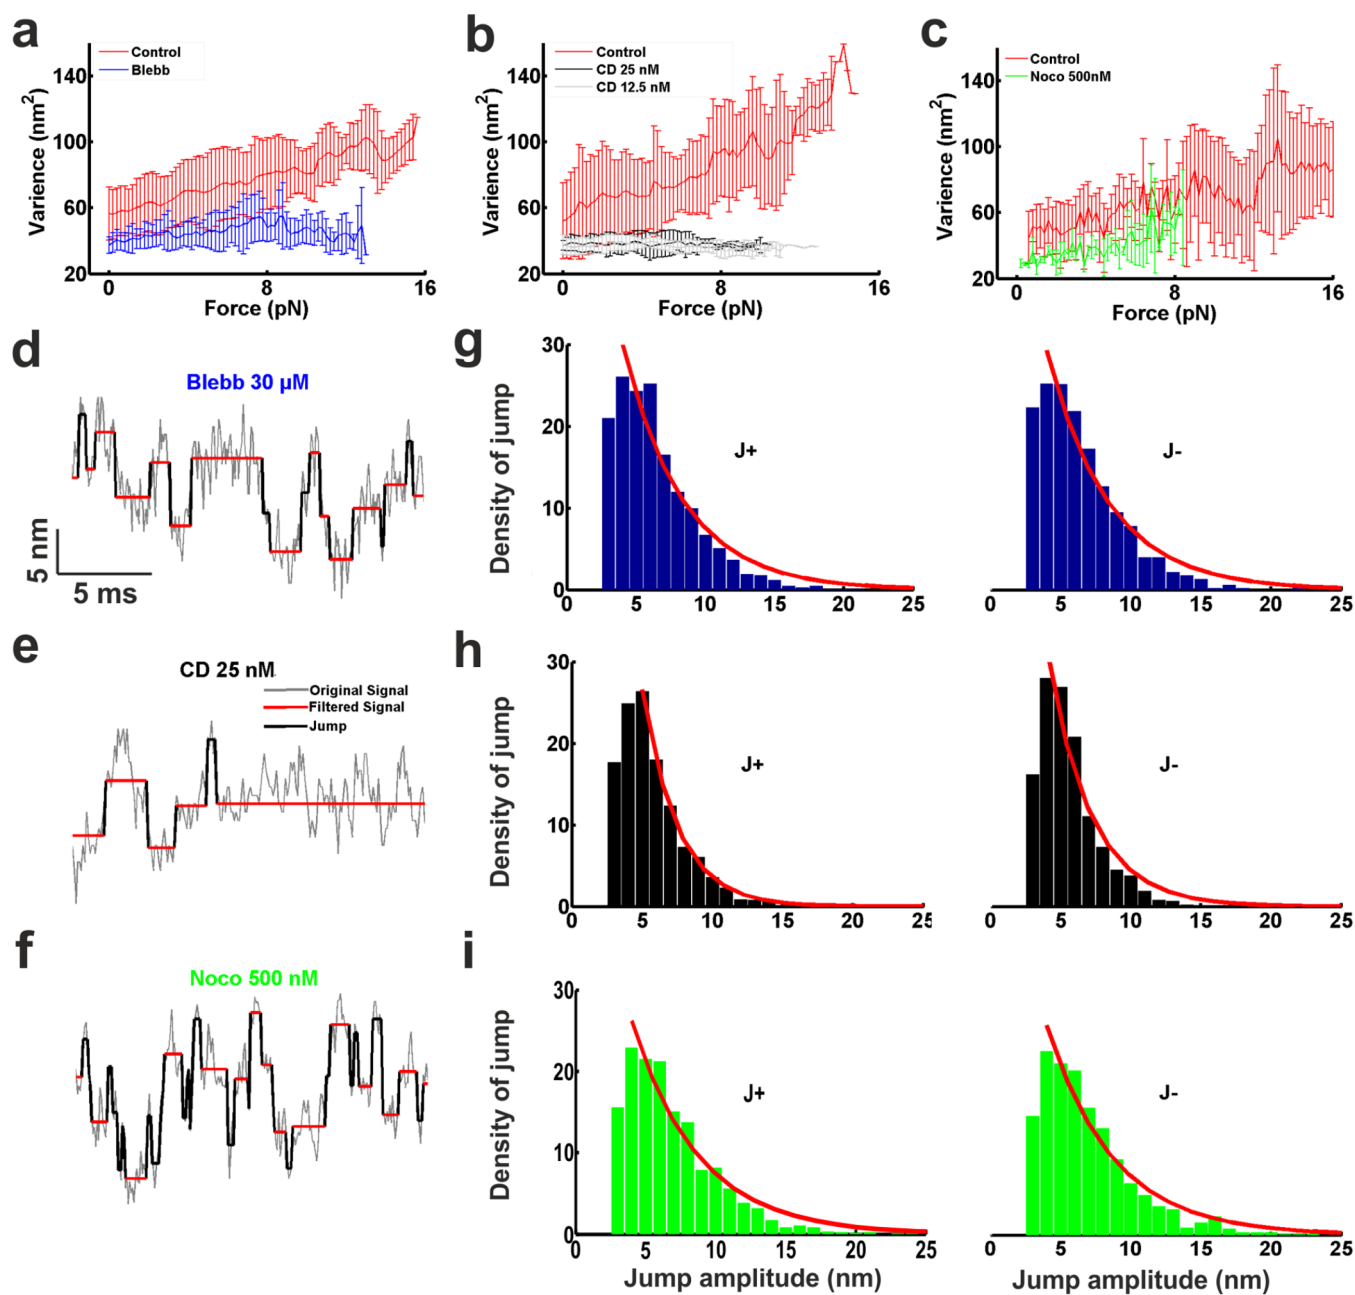 a
Control
Blebb
Varience (nm²)
140
100
60
20
0 8 16
Force (pN)
b
Control
CD 25 nM
CD 12.5 nM
Varience (nm²)
140
100
60
20
0 8 16
Force (pN)
c
Control
Noco 500nM
Varience (nm²)
140
100
60
20
0 8 16
Force (pN)
d
Blebb 30 µM
5 nm
5 ms
g
Density of jump
30
20
10
0
J+
0 5 10 15 20 25
J-
0 5 10 15 20 25
e
CD 25 nM
Original Signal
Filtered Signal
Jump
h
Density of jump
30
20
10
0
J+
0 5 10 15 20 25
J-
0 5 10 15 20 25
f
Noco 500 nM
i
Density of jump
30
20
10
0
J+
0 5 10 15 20 25
Jump amplitude (nm)
J-
0 5 10 15 20 25
Jump amplitude (nm)